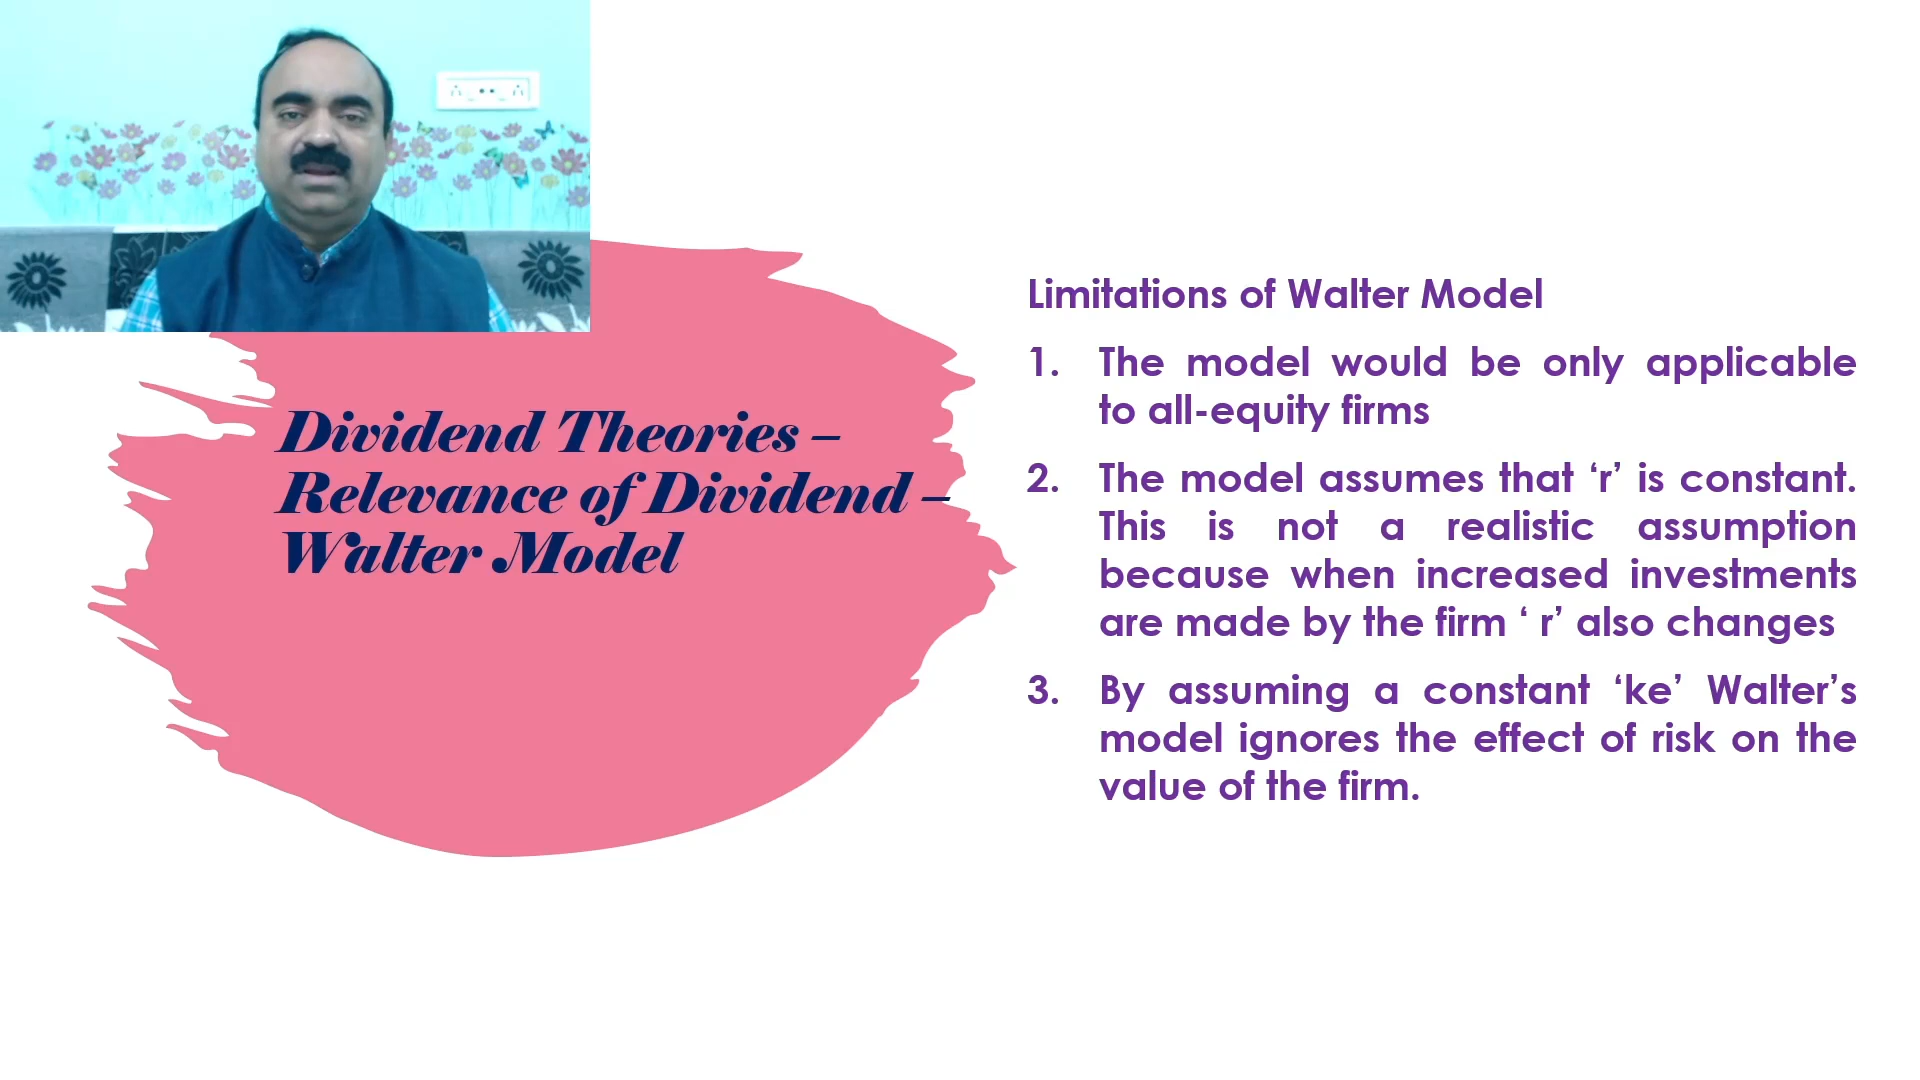 Dividend Theories –
Relevance of Dividend –
Walter Model
Limitations of Walter Model
1. The model would be only applicable
to all-equity firms
2. The model assumes that ‘r’ is constant.
This is not a realistic assumption
because when increased investments
are made by the firm ‘ r’ also changes
3. By assuming a constant ‘ke’ Walter’s
model ignores the effect of risk on the
value of the firm.